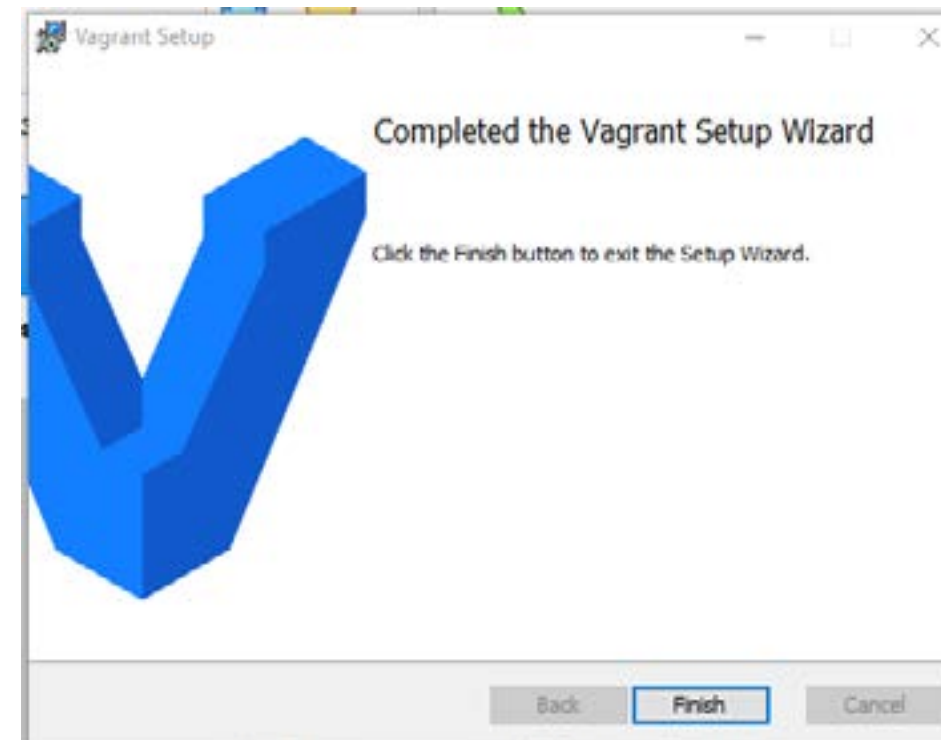 Vagrant Setup
Completed the Vagrant Setup Wizard
Click the Finish button to exit the Setup Wizard.
Back Finish Cancel